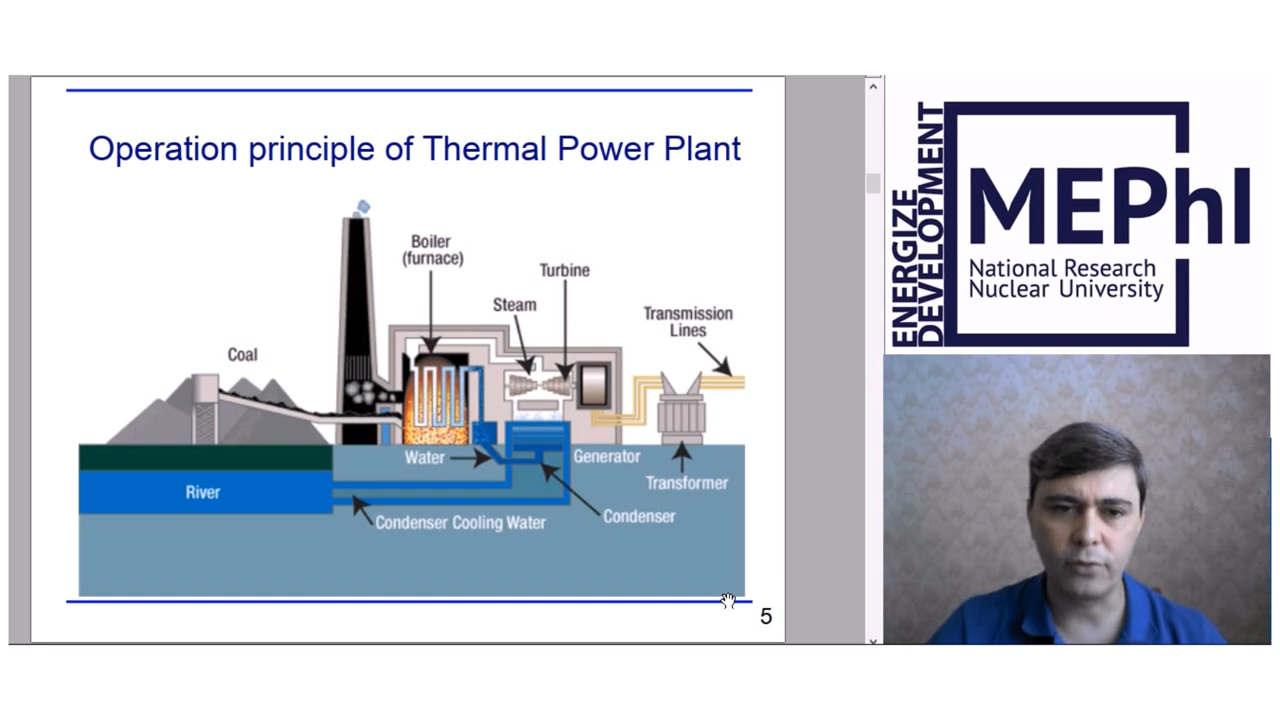 Operation principle of Thermal Power Plant
Boiler
(furnace)
Turbine
Steam
Transmission
Lines
Coal
Water
Generator
River
Transformer
Condenser
Condenser Cooling Water
5
ENERGIZE
DEVELOPMENT
MEPhI
National Research
Nuclear University